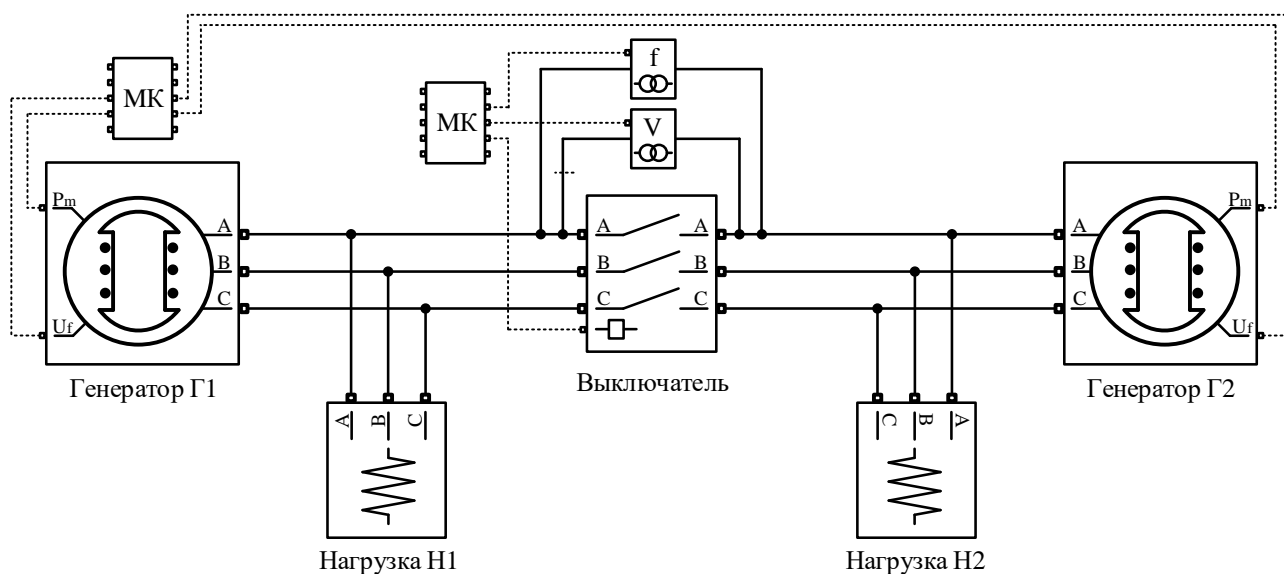 f
МК
МК
V
Pm
Pm
A
A
A
A
B
B
B
B
C
C
C
C
Uf
Uf
Генератор Г1
Выключатель
Генератор Г2
A
B
C
C
B
A
Нагрузка Н1
Нагрузка Н2